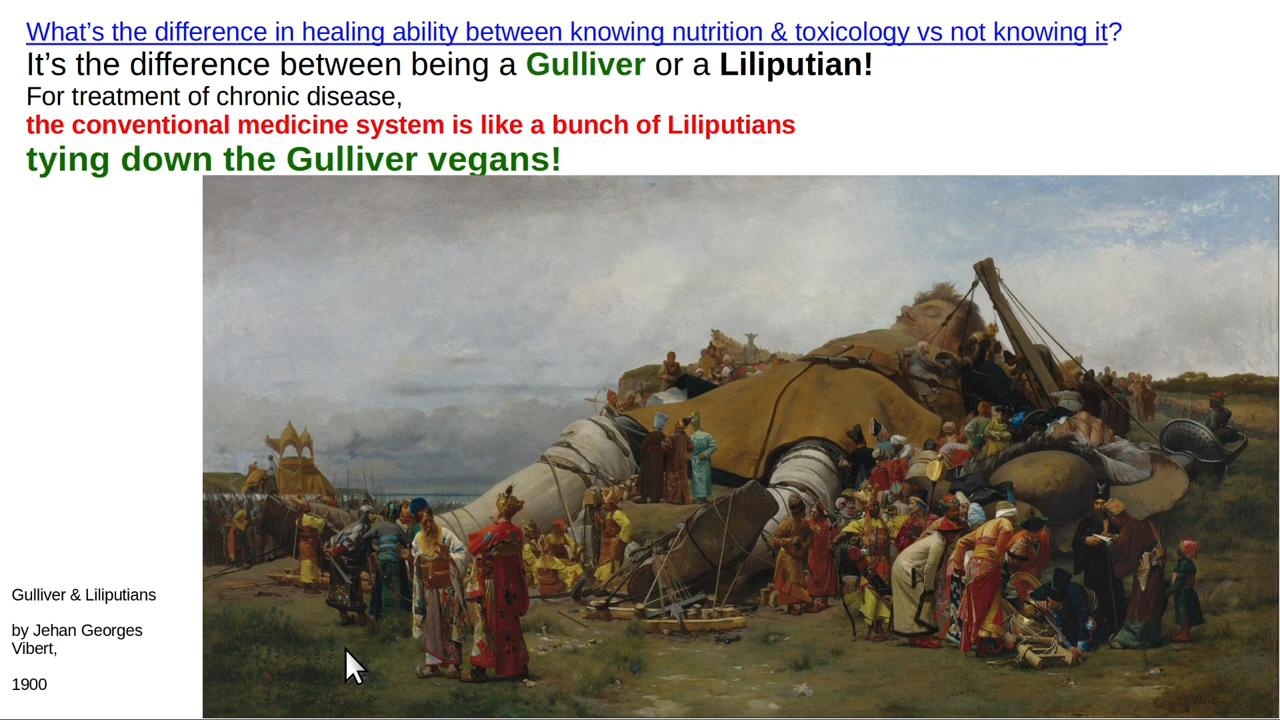 What’s the difference in healing ability between knowing nutrition & toxicology vs not knowing it?
It’s the difference between being a Gulliver or a Liliputian!
For treatment of chronic disease,
the conventional medicine system is like a bunch of Liliputians
tying down the Gulliver vegans!
Gulliver & Liliputians
by Jehan Georges
Vibert,
1900